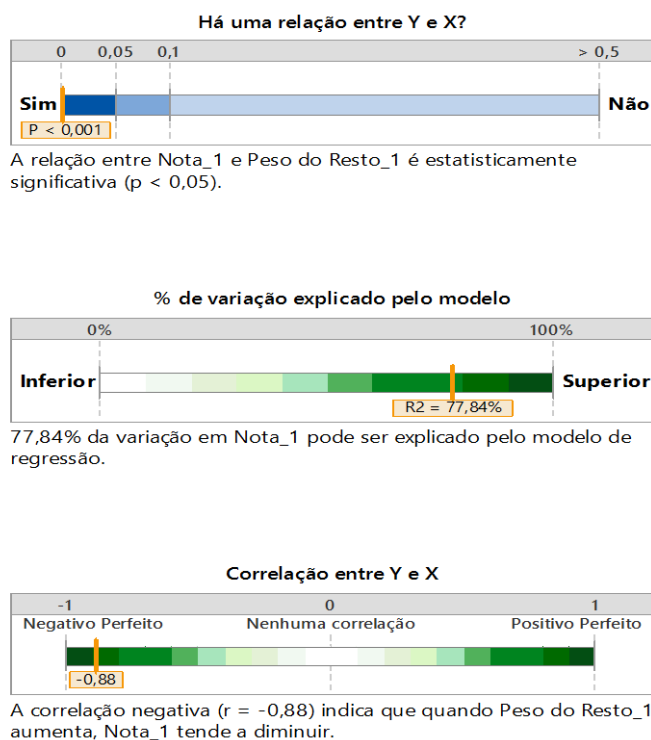 Há uma relação entre Y e X?
0 0,05 0,1 > 0,5
Sim Não
P < 0,001
A relação entre Nota_1 e Peso do Resto_1 é estatisticamente
significativa (p < 0,05).
% de variação explicado pelo modelo
0% 100%
Inferior Superior
R2 = 77,84%
77,84% da variação em Nota_1 pode ser explicado pelo modelo de
regressão.
Correlação entre Y e X
-1 0 1
Negativo Perfeito Nenhuma correlação Positivo Perfeito
-0,88
A correlação negativa (r = -0,88) indica que quando Peso do Resto_1
aumenta, Nota_1 tende a diminuir.